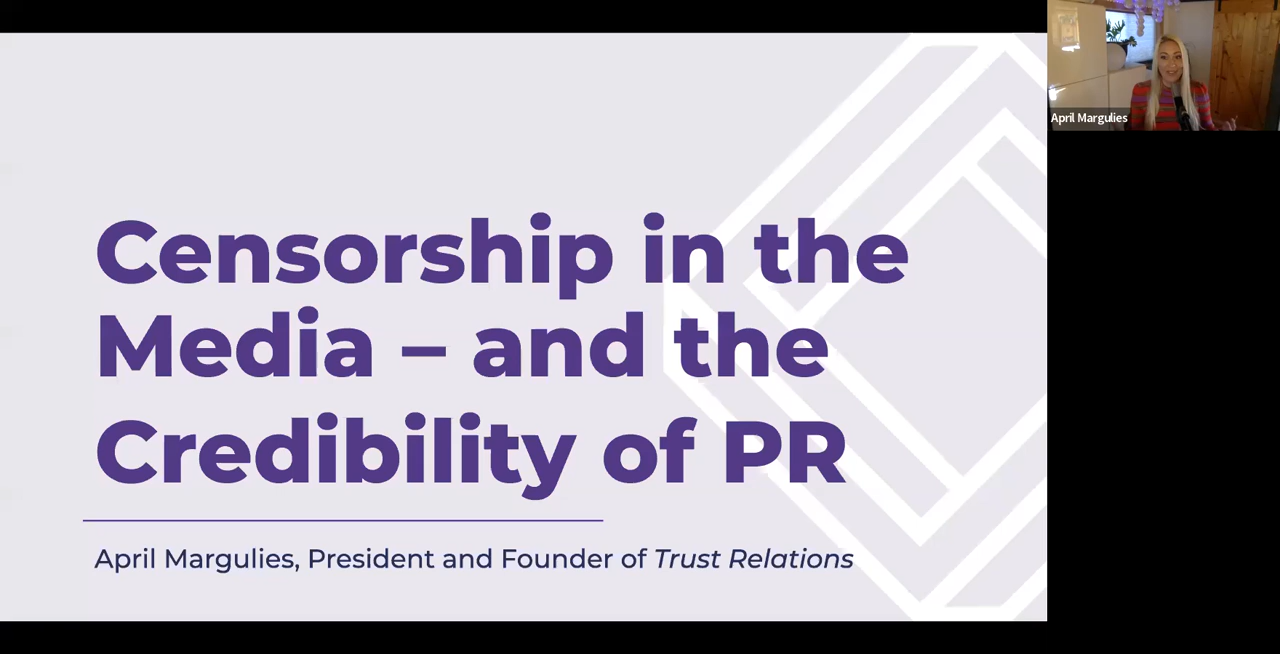 Censorship in the
Media – and the
Credibility of PR
April Margulies, President and Founder of Trust Relations
April Margulies